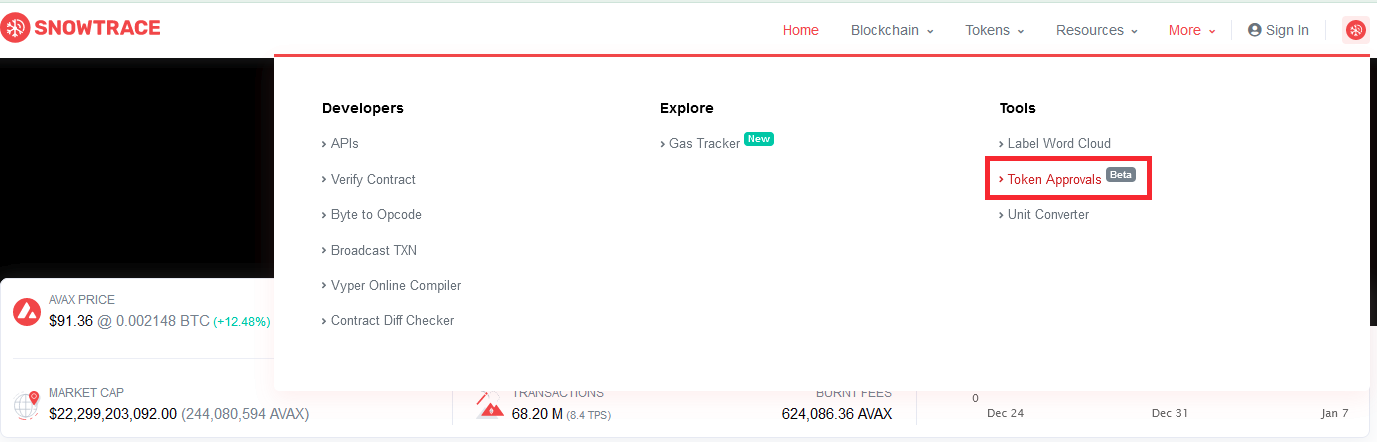 SNOWTRACE
Home Blockchain Tokens Resources More Sign In
Developers
APIs
Verify Contract
Byte to Opcode
Broadcast TXN
Vyper Online Compiler
Contract Diff Checker
Explore
Gas Tracker New
Tools
Label Word Cloud
Token Approvals Beta
Unit Converter
AVAX PRICE
$91.36 @ 0.002148 BTC (+12.48%)
MARKET CAP
$22,299,203,092.00 (244,080,594 AVAX)
TRANSACTIONS
68.20 M (8.4 TPS)
BURNT FEES
624,086.36 AVAX
0
Dec 24 Dec 31 Jan 7